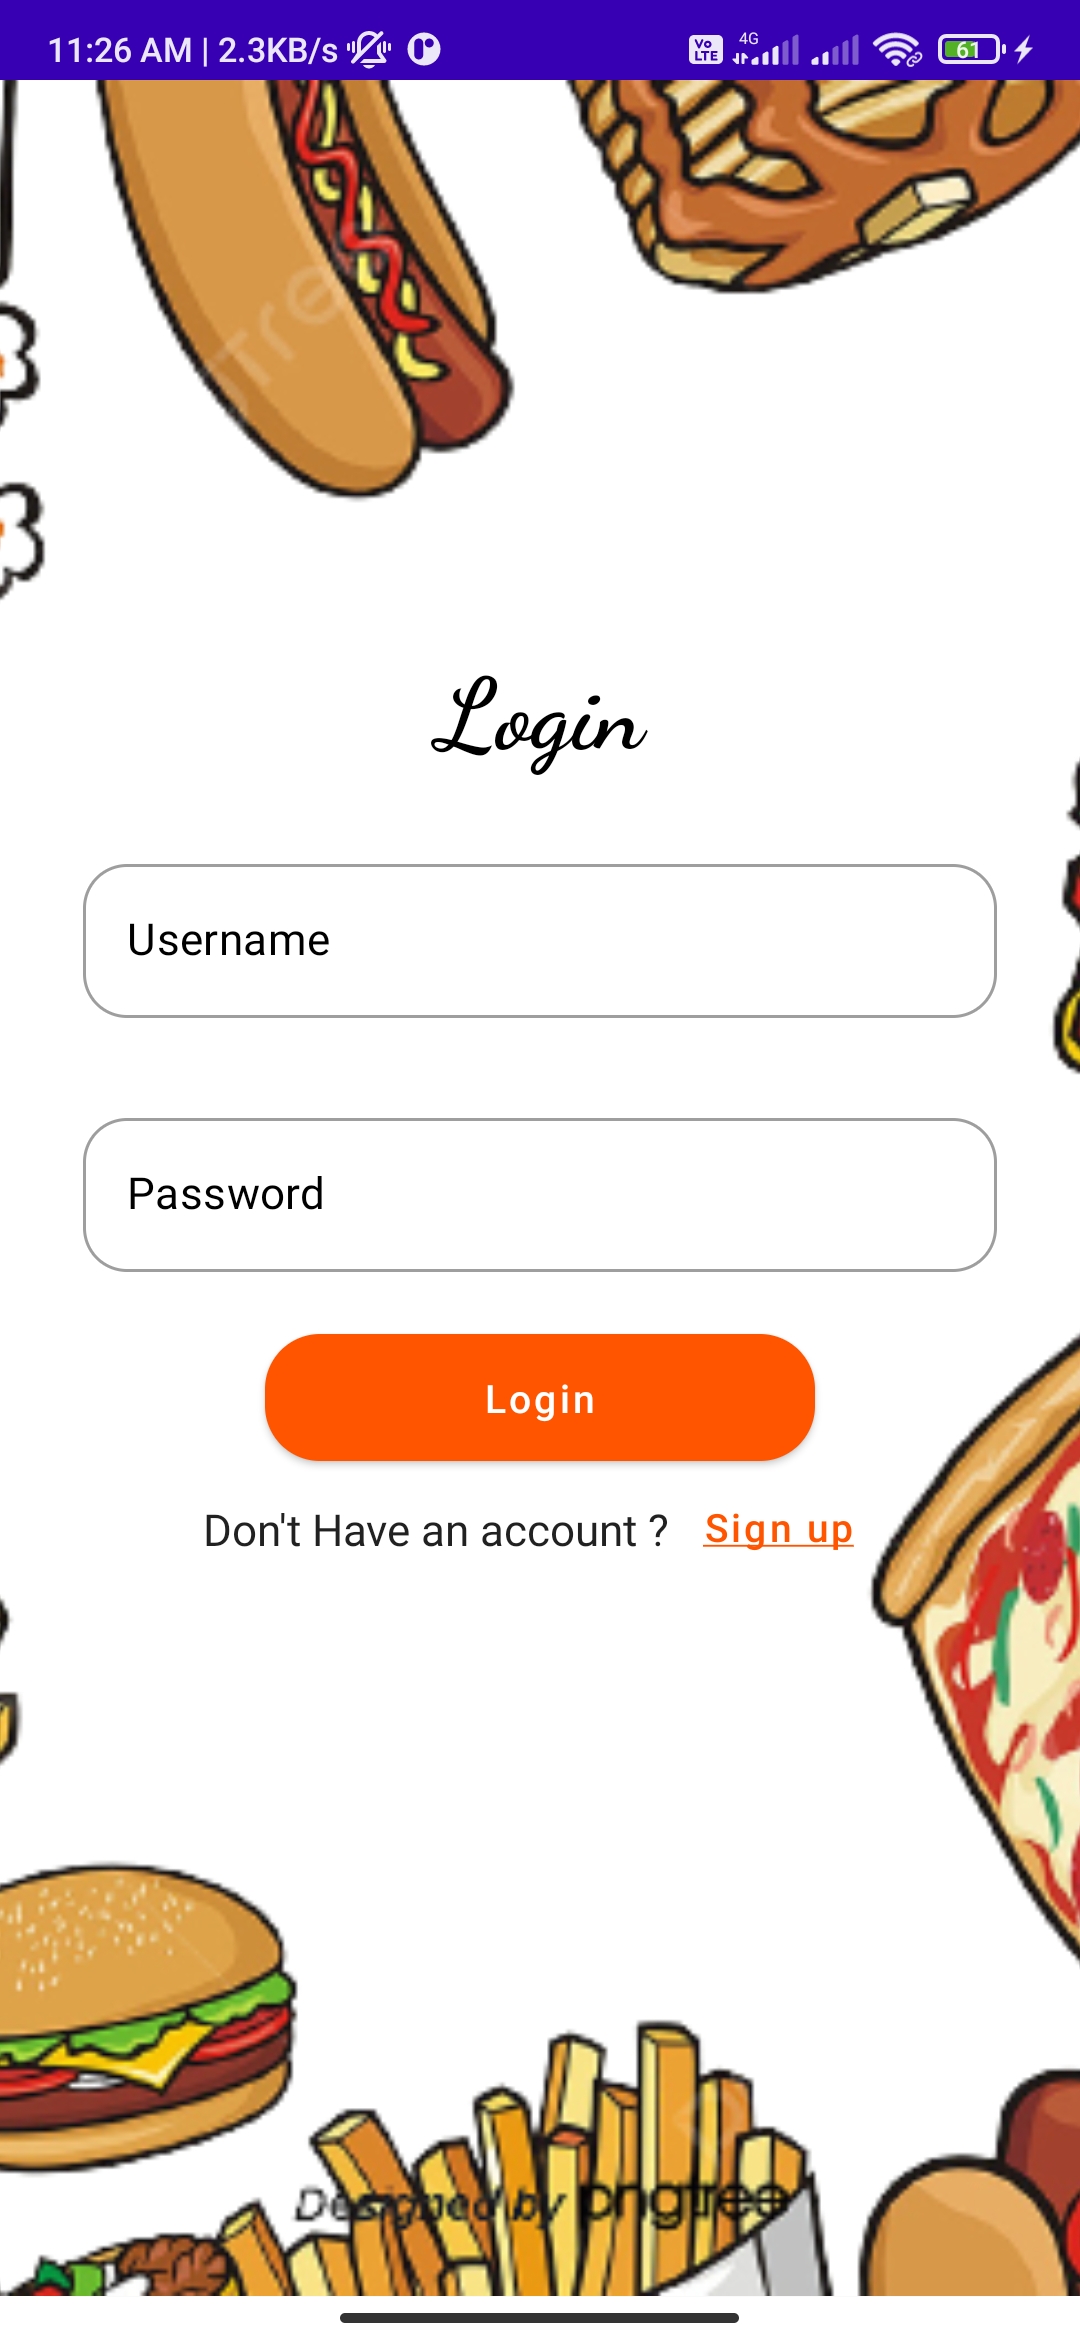 11:26 AM | 2.3KB/s Vo LTE 4G 61
Tre
Login
Username
Password
Login
Don't Have an account ? Sign up
Designed by pngtree